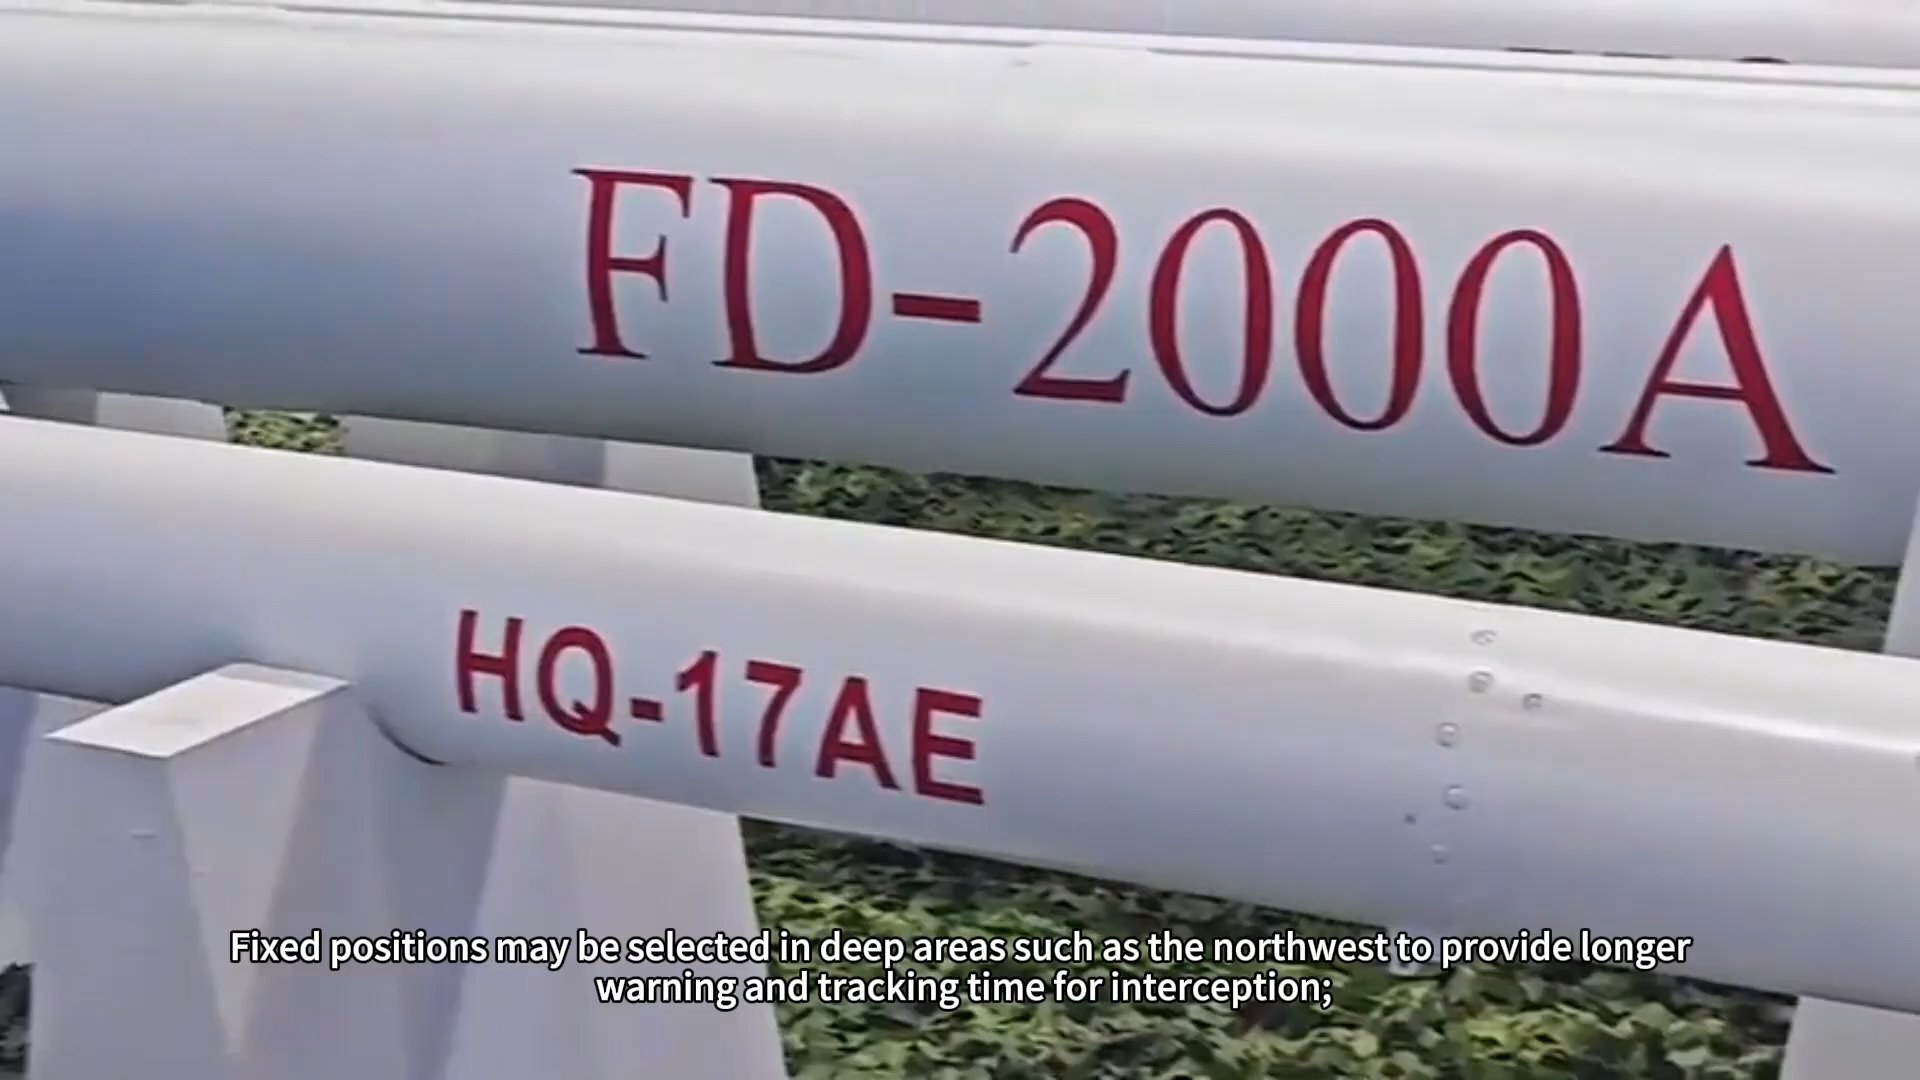 FD-2000A
HQ-17AE
Fixed positions may be selected in deep areas such as the northwest to provide longer
warning and tracking time for interception;